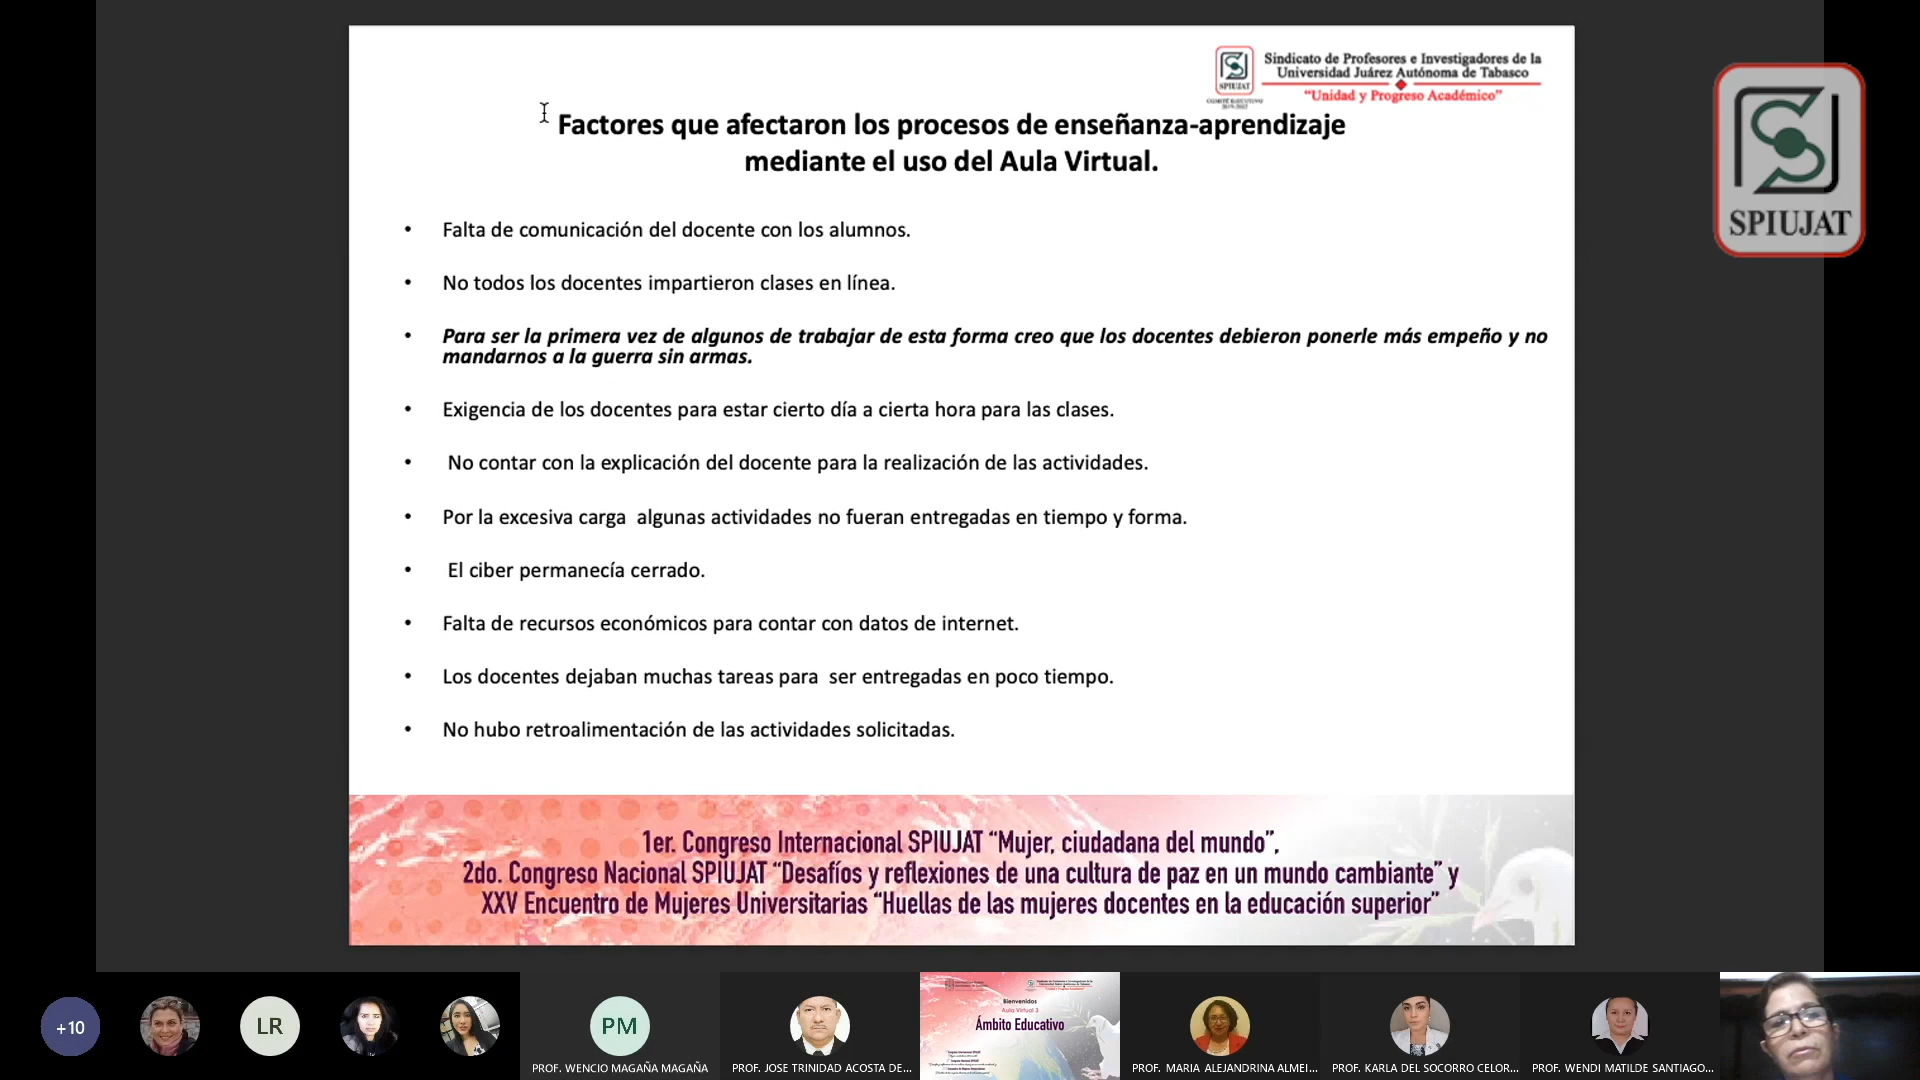 Sindicato de Profesores e Investigadores de la
Universidad Juárez Autónoma de Tabasco
“Unidad y Progreso Académico”
SPIUJAT
COMITÉ EJECUTIVO
2019-2022
SPIUJAT
Factores que afectaron los procesos de enseñanza-aprendizaje
mediante el uso del Aula Virtual.
• Falta de comunicación del docente con los alumnos.
• No todos los docentes impartieron clases en línea.
• Para ser la primera vez de algunos de trabajar de esta forma creo que los docentes debieron ponerle más empeño y no
mandarnos a la guerra sin armas.
• Exigencia de los docentes para estar cierto día a cierta hora para las clases.
• No contar con la explicación del docente para la realización de las actividades.
• Por la excesiva carga algunas actividades no fueran entregadas en tiempo y forma.
• El ciber permanecía cerrado.
• Falta de recursos económicos para contar con datos de internet.
• Los docentes dejaban muchas tareas para ser entregadas en poco tiempo.
• No hubo retroalimentación de las actividades solicitadas.
1er. Congreso Internacional SPIUJAT “Mujer, ciudadana del mundo”,
2do. Congreso Nacional SPIUJAT “Desafíos y reflexiones de una cultura de paz en un mundo cambiante” y
XXV Encuentro de Mujeres Universitarias “Huellas de las mujeres docentes en la educación superior”
+10
LR
PM
PROF. WENCIO MAGAÑA MAGAÑA
PROF. JOSE TRINIDAD ACOSTA DE...
Bienvenidos
Aula Virtual 3
Ámbito Educativo
PROF. MARIA ALEJANDRINA ALMEI...
PROF. KARLA DEL SOCORRO CELOR...
PROF. WENDI MATILDE SANTIAGO...